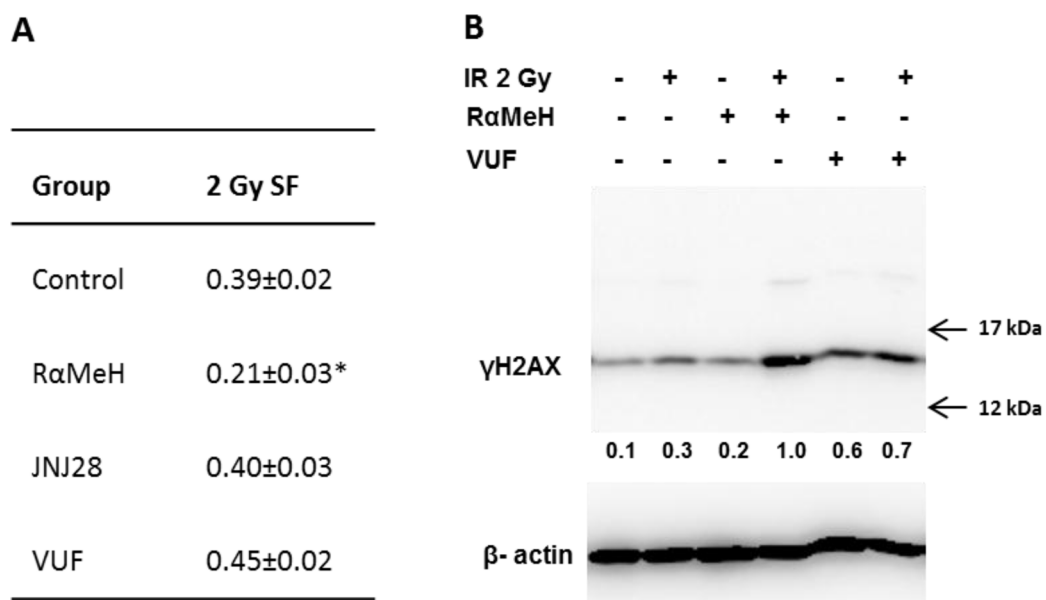 A
Group 2 Gy SF
Control 0.39±0.02
RαMeH 0.21±0.03*
JNJ28 0.40±0.03
VUF 0.45±0.02
B
IR 2 Gy - + - + - +
RαMeH - - + + - -
VUF - - - - + +
17 kDa
γH2AX
12 kDa
0.1 0.3 0.2 1.0 0.6 0.7
β- actin